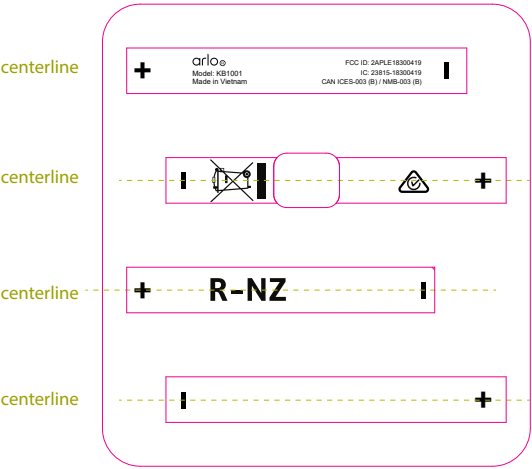 centerline
+ arlo FCC ID: 2APLE18300419 –
Model: KB1001 IC: 23815-18300419
Made in Vietnam CAN ICES-003 (B) / NMB-003 (B)
centerline
– +
centerline
+ R-NZ –
centerline
– +